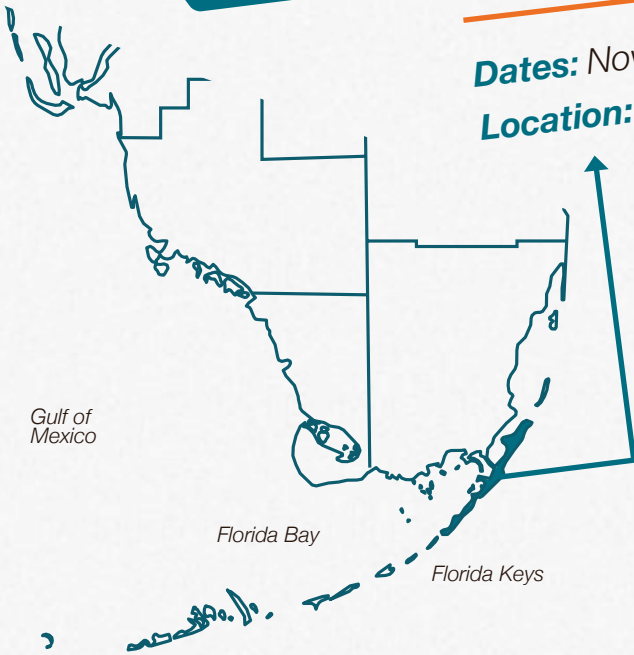 Dates: Nov
Location:
Gulf of
Mexico
Florida Bay
Florida Keys